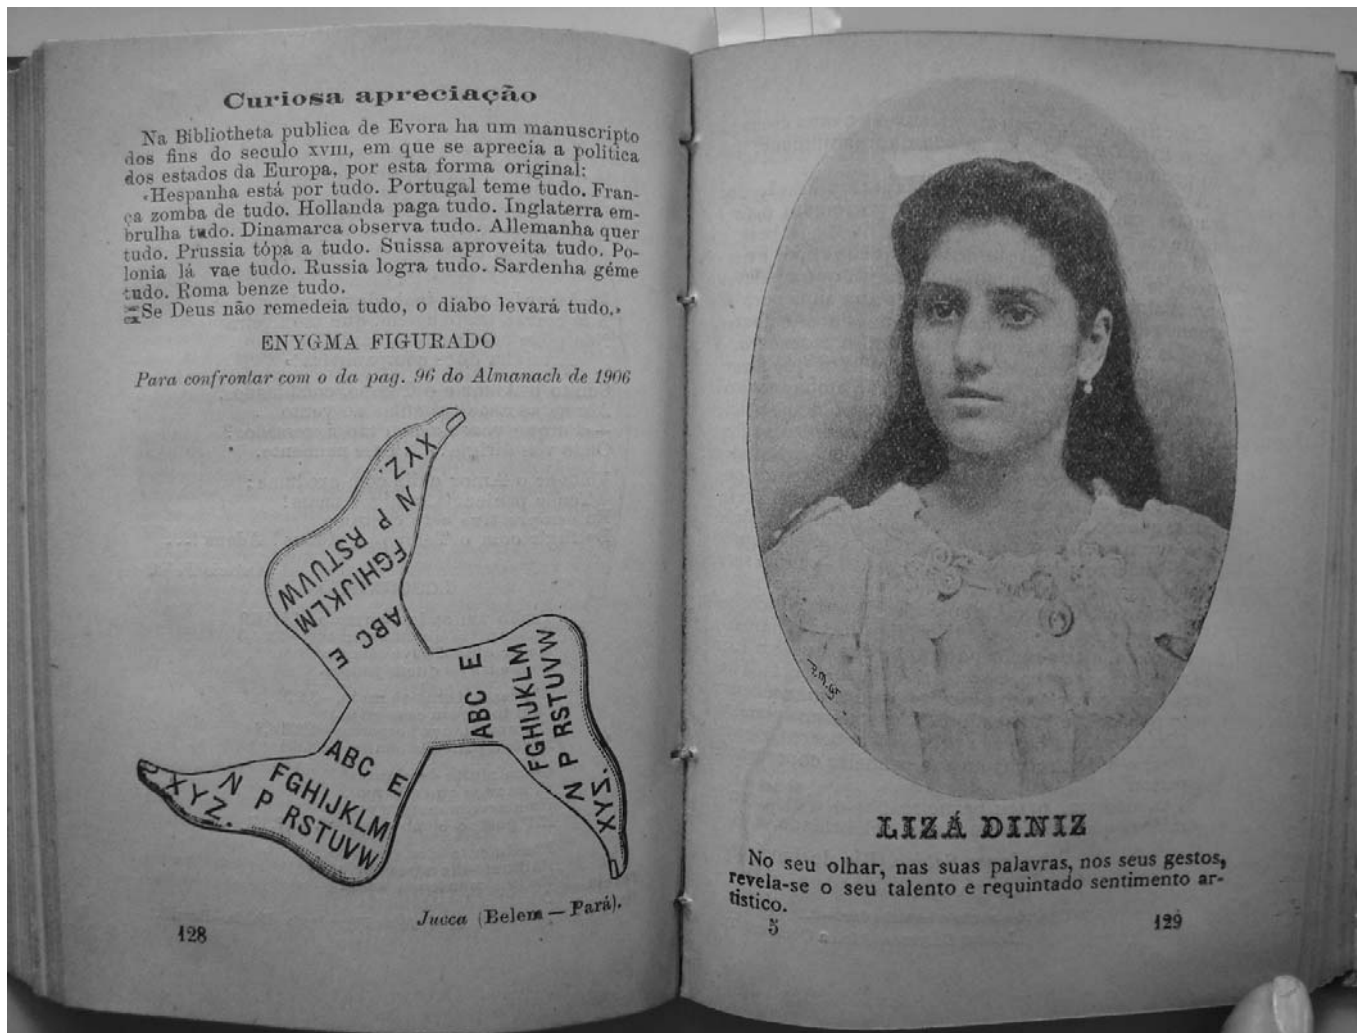 Curiosa apreciação
Na Bibliotheta publica de Evora ha um manuscripto
dos fins do seculo XVIII, em que se aprecia a politica
dos estados da Europa, por esta forma original:
«Hespanha está por tudo. Portugal teme tudo. Fran-
ça zomba de tudo. Hollanda paga tudo. Inglaterra em-
brulha tudo. Dinamarca observa tudo. Allemanha quer
tudo. Prussia tópa a tudo. Suissa aproveita tudo. Po-
lonia lá vae tudo. Russia logra tudo. Sardenha géme
tudo. Roma benze tudo.
Se Deus não remedeia tudo, o diabo levará tudo.»
ENYGMA FIGURADO
Para confrontar com o da pag. 96 do Almanach de 1906
XYZ.
N P RSTUVW
FGHIJKLM
ABC E
ABC E
FGHIJKLM
N P RSTUVW
XYZ.
ABC E
FGHIJKLM
N P RSTUVW
XYZ.
Jucca (Belem — Pará).
128
LIZÁ DINIZ
No seu olhar, nas suas palavras, nos seus gestos,
revela-se o seu talento e requintado sentimento ar-
tistico.
5
129